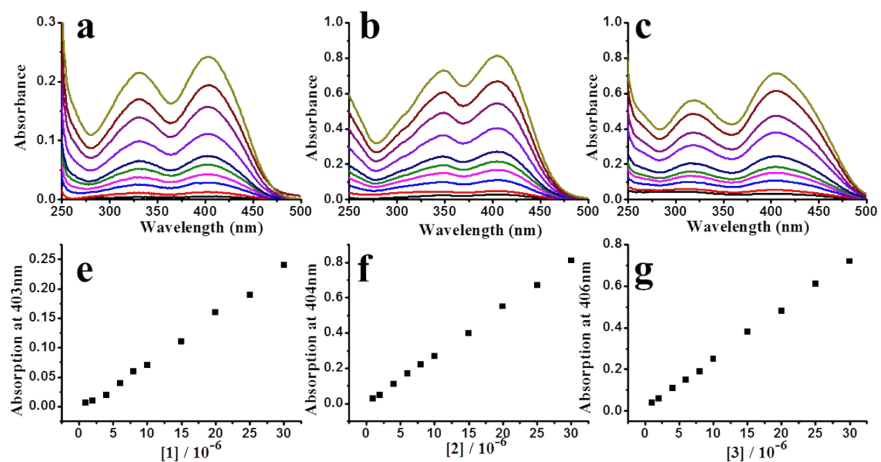 a
b
c
Absorbance
0.3
0.2
0.1
0.0
250 300 350 400 450 500
Wavelength (nm)
Absorbance
1.0
0.8
0.6
0.4
0.2
0.0
200 250 300 350 400 450 500
Wavelength (nm)
Absorbance
1.0
0.8
0.6
0.4
0.2
0.0
250 300 350 400 450 500
Wavelength (nm)
e
f
g
Absorption at 403nm
0.25
0.20
0.15
0.10
0.05
0.00
0 5 10 15 20 25 30
[1] / 10⁻⁶
Absorption at 404nm
0.8
0.6
0.4
0.2
0.0
0 5 10 15 20 25 30
[2] / 10⁻⁶
Absorption at 406nm
0.8
0.6
0.4
0.2
0.0
0 5 10 15 20 25 30
[3] / 10⁻⁶